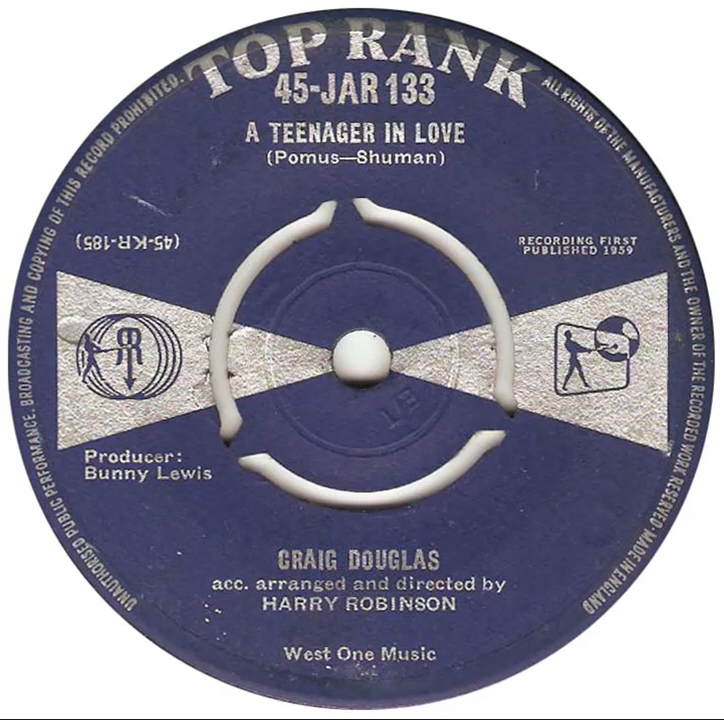 TOP RANK
45-JAR 133
A TEENAGER IN LOVE
(Pomus—Shuman)
(45-KR-185)
RECORDING FIRST
PUBLISHED 1959
RR
Producer:
Bunny Lewis
CRAIG DOUGLAS
acc. arranged and directed by
HARRY ROBINSON
West One Music
ALL RIGHTS OF THE MANUFACTURERS AND THE OWNER OF THE RECORDED WORK RESERVED·MADE IN ENGLAND
UNAUTHORISED PUBLIC PERFORMANCE, BROADCASTING AND COPYING OF THIS RECORD PROHIBITED.